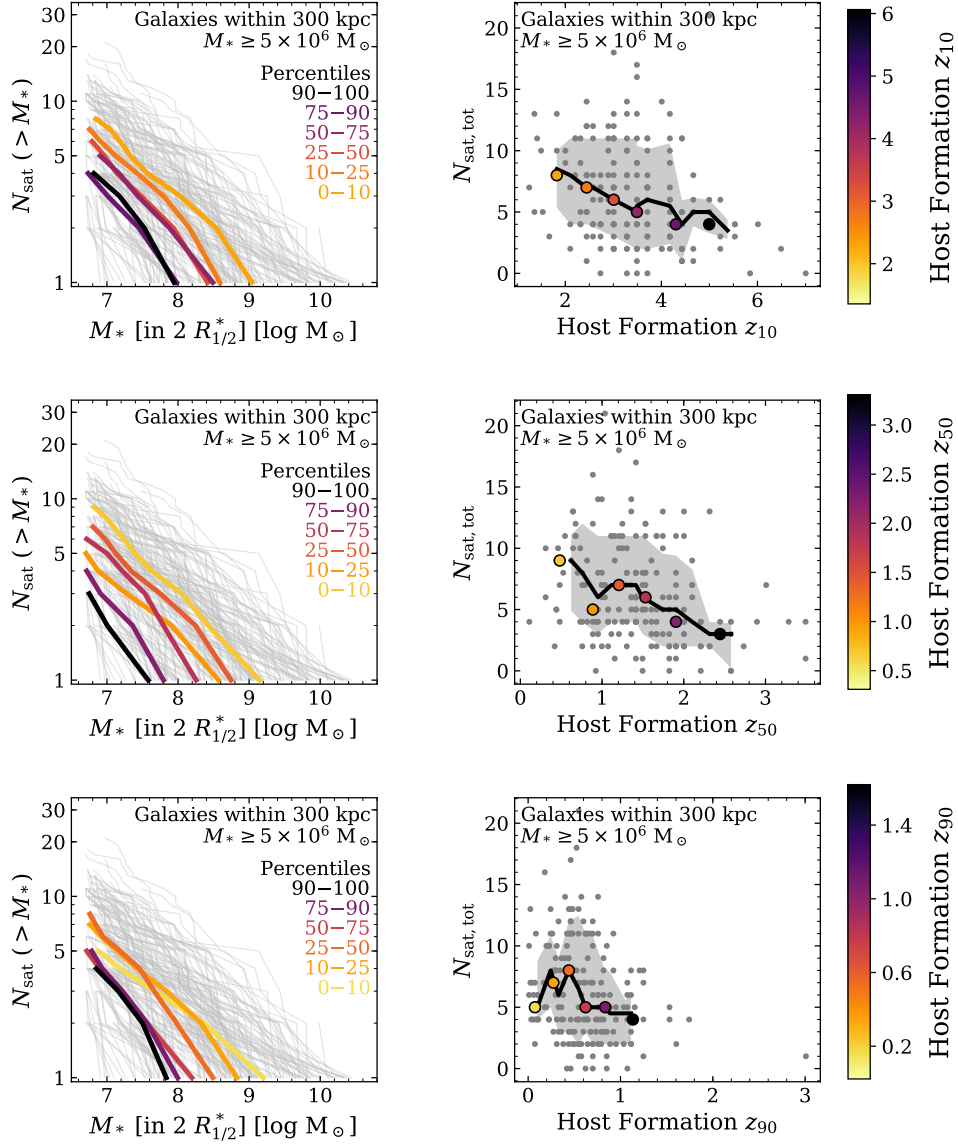 Galaxies within 300 kpc
M* ≥ 5 × 10⁶ M⊙
Percentiles
90−100
75−90
50−75
25−50
10−25
0−10
30
10
5
1
N_sat (> M*)
7 8 9 10
M* [in 2 R*_1/2] [log M⊙]
Galaxies within 300 kpc
M* ≥ 5 × 10⁶ M⊙
20
15
10
5
0
N_sat, tot
2 4 6
Host Formation z₁₀
6
5
4
3
2
Host Formation z₁₀
Galaxies within 300 kpc
M* ≥ 5 × 10⁶ M⊙
Percentiles
90−100
75−90
50−75
25−50
10−25
0−10
30
10
5
1
N_sat (> M*)
7 8 9 10
M* [in 2 R*_1/2] [log M⊙]
Galaxies within 300 kpc
M* ≥ 5 × 10⁶ M⊙
20
15
10
5
0
N_sat, tot
0 1 2 3
Host Formation z₅₀
3.0
2.5
2.0
1.5
1.0
0.5
Host Formation z₅₀
Galaxies within 300 kpc
M* ≥ 5 × 10⁶ M⊙
Percentiles
90−100
75−90
50−75
25−50
10−25
0−10
30
10
5
1
N_sat (> M*)
7 8 9 10
M* [in 2 R*_1/2] [log M⊙]
Galaxies within 300 kpc
M* ≥ 5 × 10⁶ M⊙
20
15
10
5
0
N_sat, tot
0 1 2 3
Host Formation z₉₀
1.4
1.0
0.6
0.2
Host Formation z₉₀